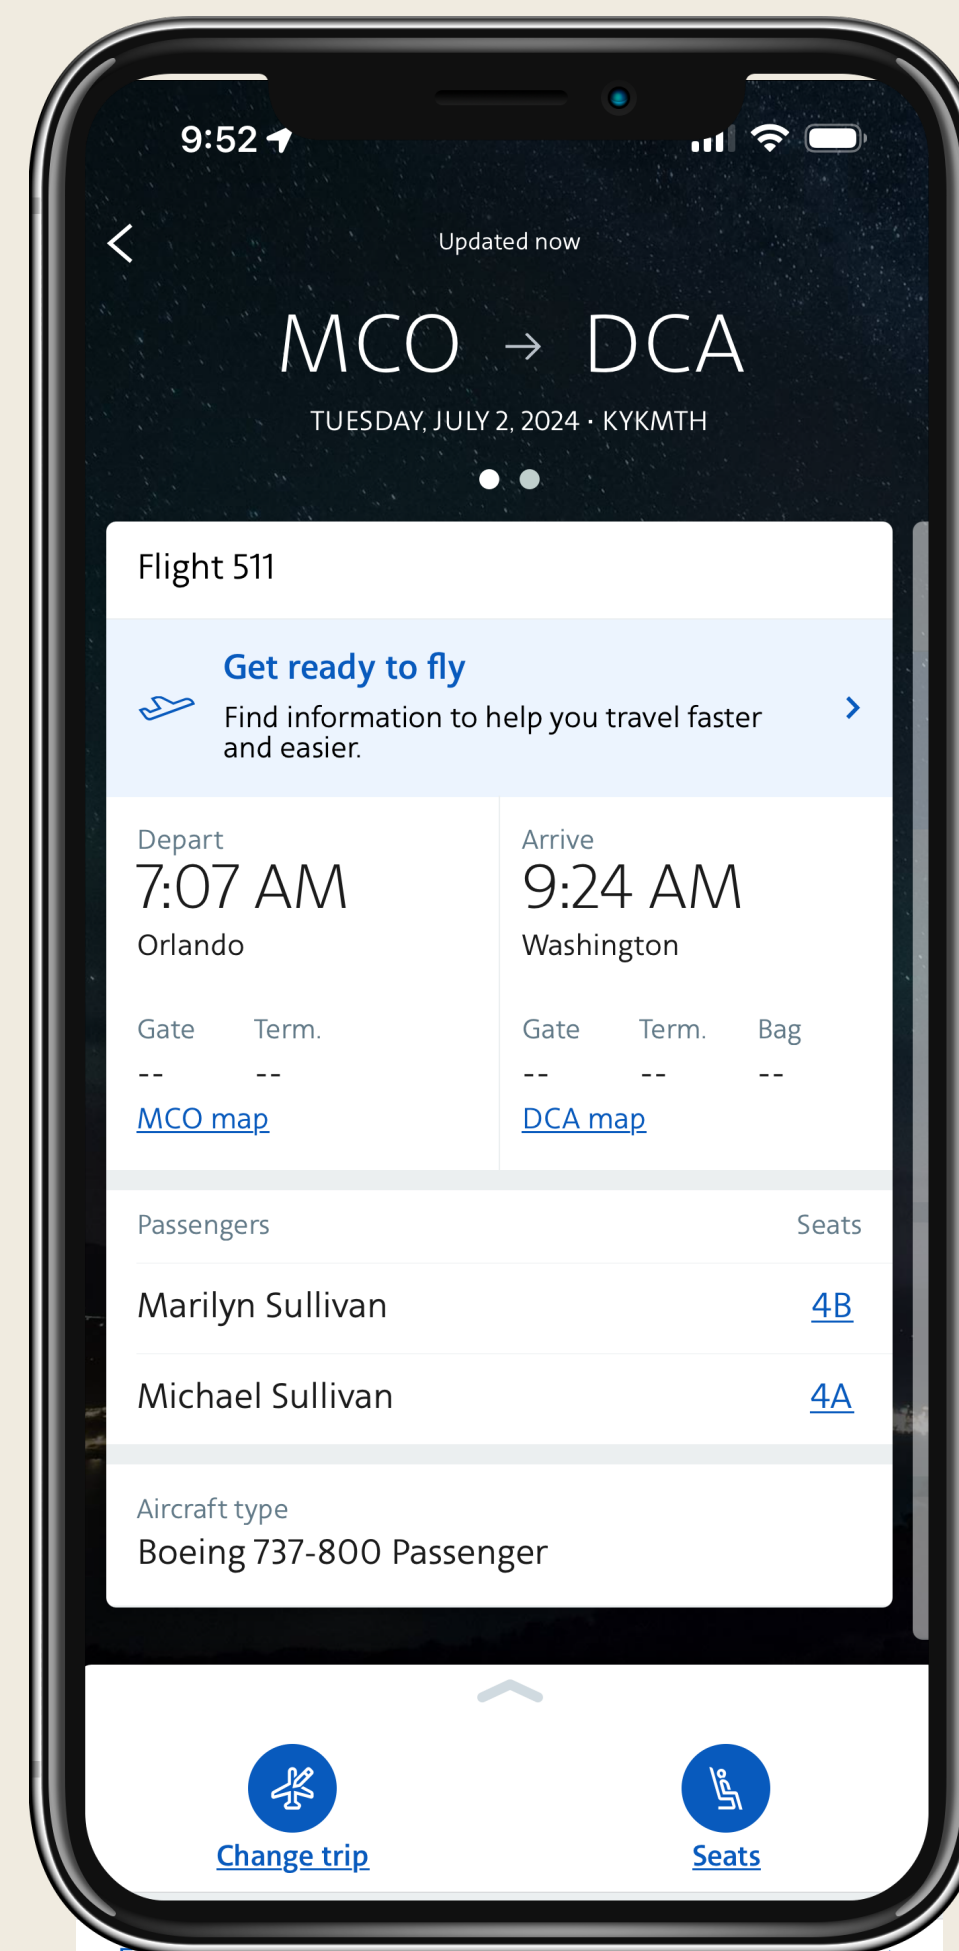 9:52
Updated now
MCO → DCA
TUESDAY, JULY 2, 2024 · KYKMTH
Flight 511
Get ready to fly
Find information to help you travel faster
and easier.
Depart
7:07 AM
Orlando
Gate Term.
-- --
MCO map
Arrive
9:24 AM
Washington
Gate Term. Bag
-- -- --
DCA map
Passengers Seats
Marilyn Sullivan 4B
Michael Sullivan 4A
Aircraft type
Boeing 737-800 Passenger
Change trip
Seats